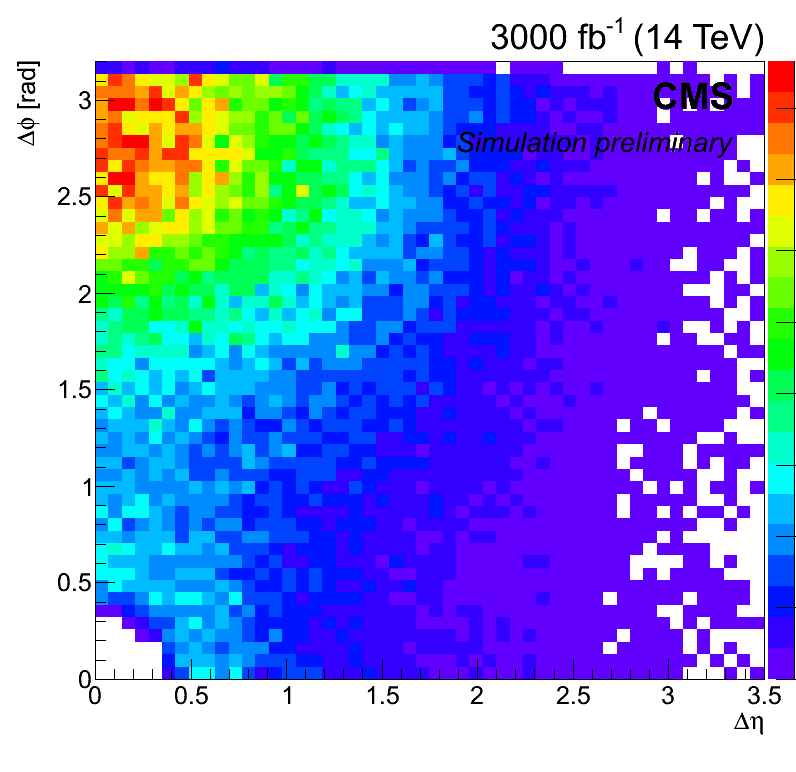 3000 fb-1 (14 TeV)
Δϕ [rad]
CMS
Simulation preliminary
3
2.5
2
1.5
1
0.5
0
0 0.5 1 1.5 2 2.5 3 3.5
Δη